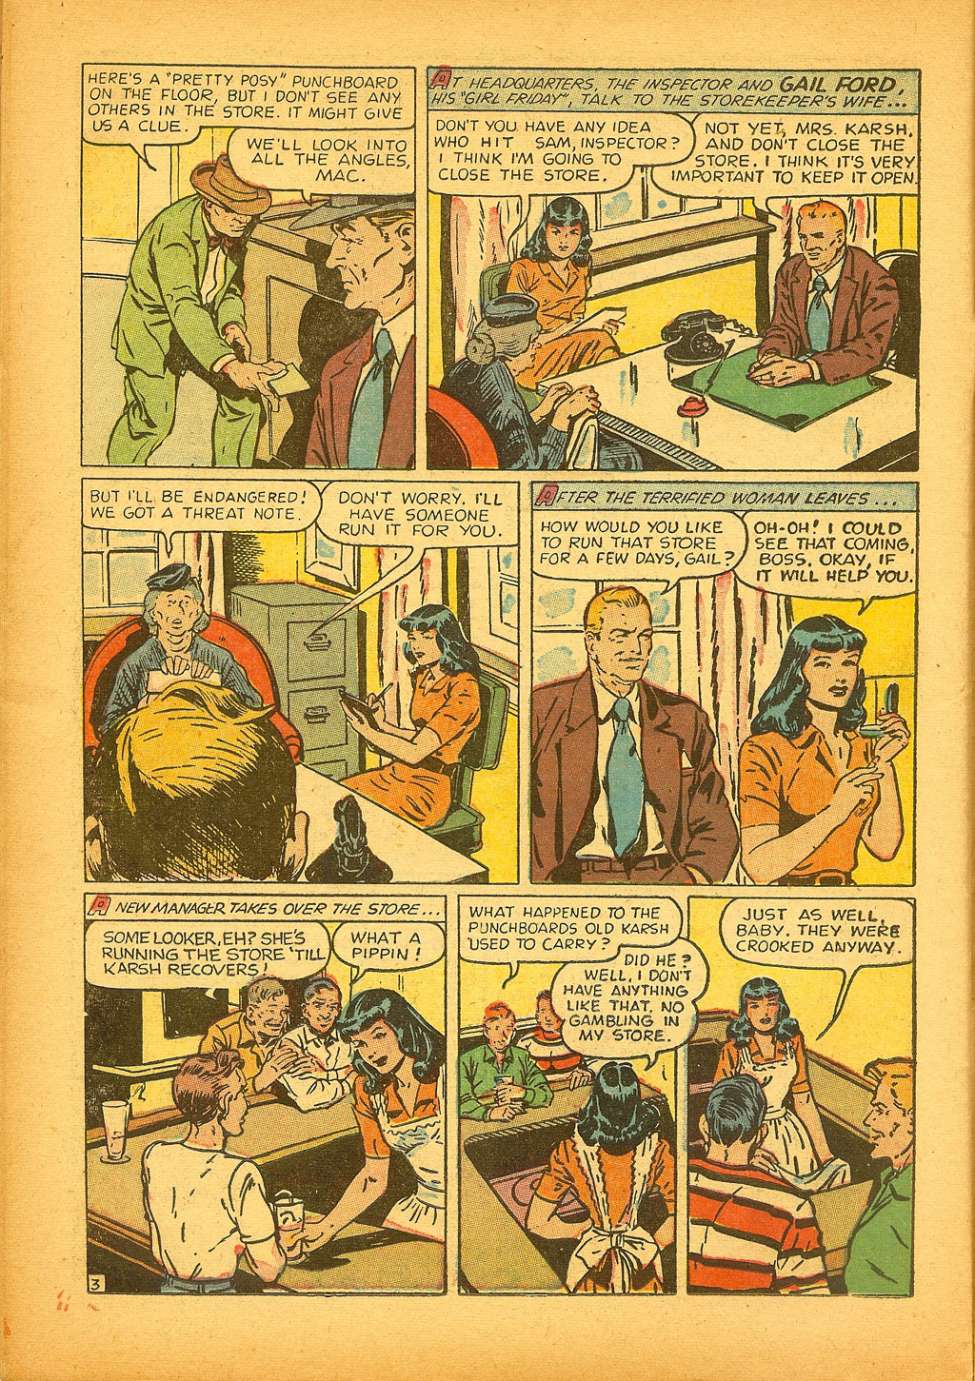 HERE'S A "PRETTY POSY" PUNCHBOARD
ON THE FLOOR, BUT I DON'T SEE ANY
OTHERS IN THE STORE. IT MIGHT GIVE
US A CLUE.
WE'LL LOOK INTO
ALL THE ANGLES,
MAC.
AT HEADQUARTERS, THE INSPECTOR AND GAIL FORD,
HIS "GIRL FRIDAY", TALK TO THE STOREKEEPER'S WIFE...
DON'T YOU HAVE ANY IDEA
WHO HIT SAM, INSPECTOR?
I THINK I'M GOING TO
CLOSE THE STORE.
NOT YET, MRS. KARSH,
AND DON'T CLOSE THE
STORE. I THINK IT'S VERY
IMPORTANT TO KEEP IT OPEN.
BUT I'LL BE ENDANGERED!
WE GOT A THREAT NOTE.
DON'T WORRY. I'LL
HAVE SOMEONE
RUN IT FOR YOU.
AFTER THE TERRIFIED WOMAN LEAVES...
HOW WOULD YOU LIKE
TO RUN THAT STORE
FOR A FEW DAYS, GAIL?
OH-OH! I COULD
SEE THAT COMING,
BOSS. OKAY, IF
IT WILL HELP YOU.
A NEW MANAGER TAKES OVER THE STORE...
SOME LOOKER, EH? SHE'S
RUNNING THE STORE 'TILL
KARSH RECOVERS!
WHAT A
PIPPIN!
WHAT HAPPENED TO THE
PUNCHBOARDS OLD KARSH
USED TO CARRY?
DID HE?
WELL, I DON'T
HAVE ANYTHING
LIKE THAT. NO
GAMBLING IN
MY STORE.
JUST AS WELL,
BABY. THEY WERE
CROOKED ANYWAY.
3